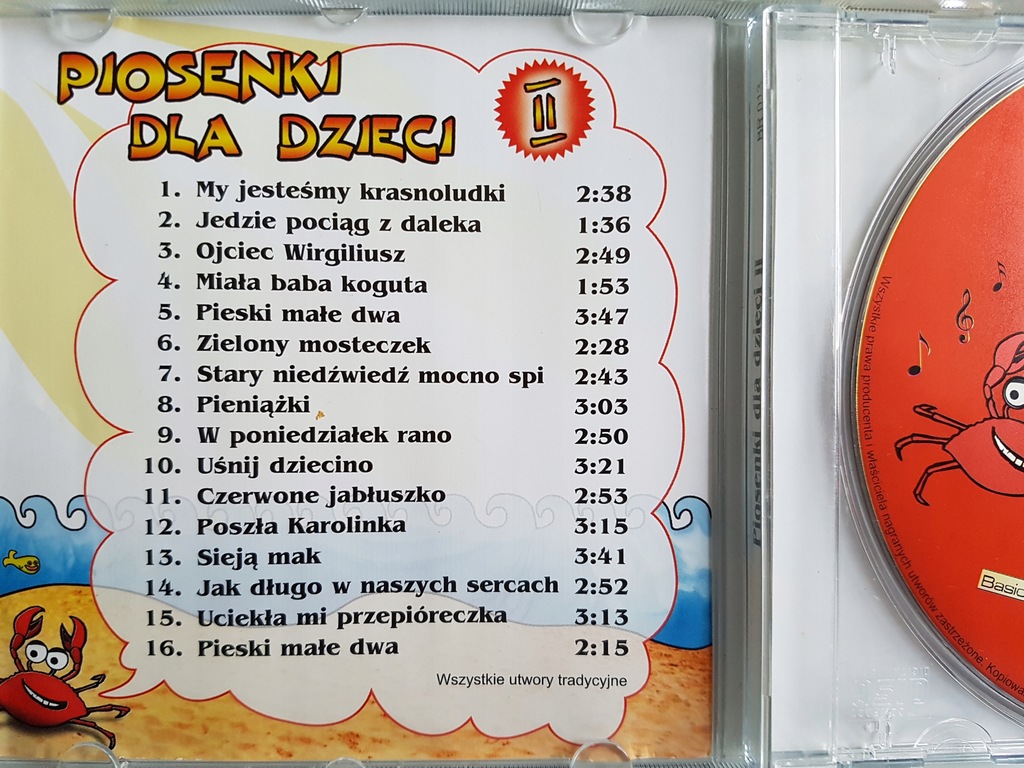 PIOSENKI
DLA DZIECI
II
1. My jesteśmy krasnoludki 2:38
2. Jedzie pociąg z daleka 1:36
3. Ojciec Wirgiliusz 2:49
4. Miała baba koguta 1:53
5. Pieski małe dwa 3:47
6. Zielony mosteczek 2:28
7. Stary niedźwiedź mocno spi 2:43
8. Pieniążki 3:03
9. W poniedziałek rano 2:50
10. Uśnij dziecino 3:21
11. Czerwone jabłuszko 2:53
12. Poszła Karolinka 3:15
13. Sieją mak 3:41
14. Jak długo w naszych sercach 2:52
15. Uciekła mi przepióreczka 3:13
16. Pieski małe dwa 2:15
Wszystkie utwory tradycyjne
Piosenki dla dzieci II
Wszystkie prawa producenta i właściciela nagranych utworów zastrzeżone. Kopiowa
Basic